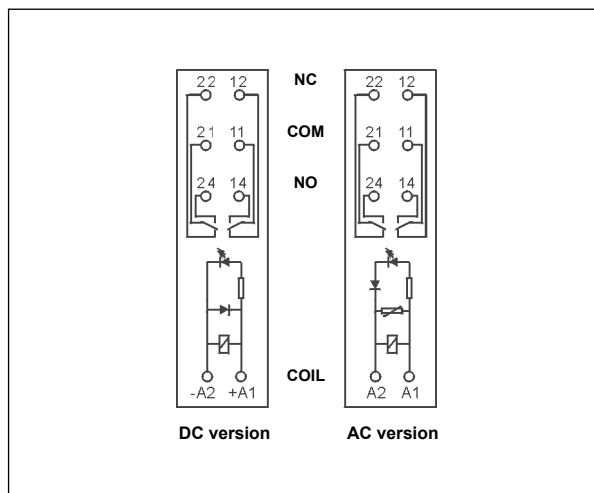 22 12 NC 22 12
21 11 COM 21 11
24 14 NO 24 14
-A2 +A1 COIL A2 A1
DC version AC version